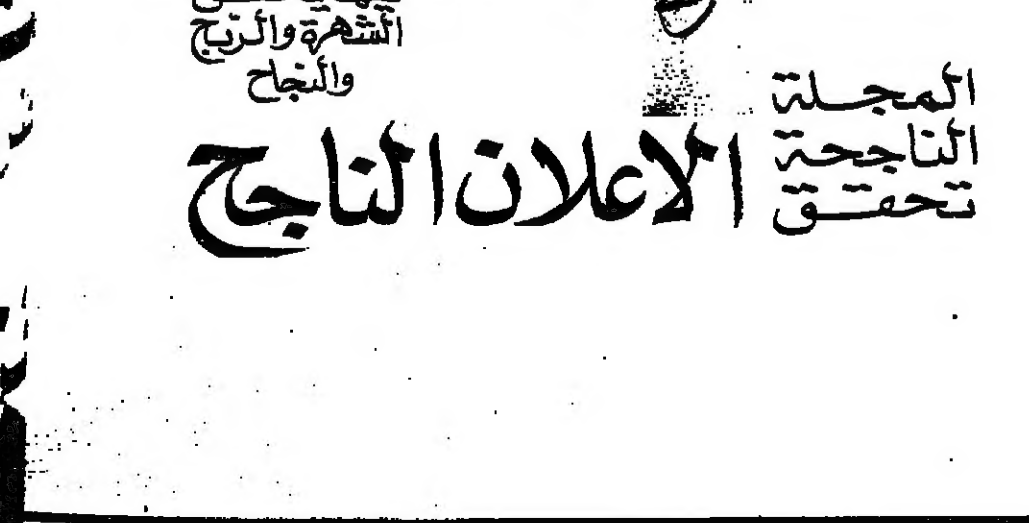 الشهرة والربح
والنجاح
المجلة
الناجحة
تحقق
الاعلان الناجح